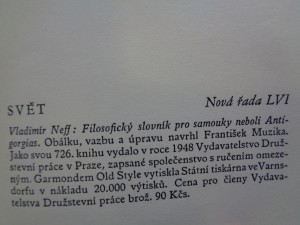 SVĚT Nová řada LVI
Vladimír Neff: Filosofický slovník pro samouky neboli Anti-
gorgias. Obálku, vazbu a úpravu navrhl František Muzika.
Jako svou 726. knihu vydalo v roce 1948 Vydavatelstvo Druž-
stevní práce v Praze, zapsané společenstvo s ručením omeze-
ným. Garmondem Old Style vytiskla Státní tiskárna ve Varns-
dorfu v nákladu 20.000 výtisků. Cena pro členy Vydava-
telstva Družstevní práce brož. 90 Kčs.